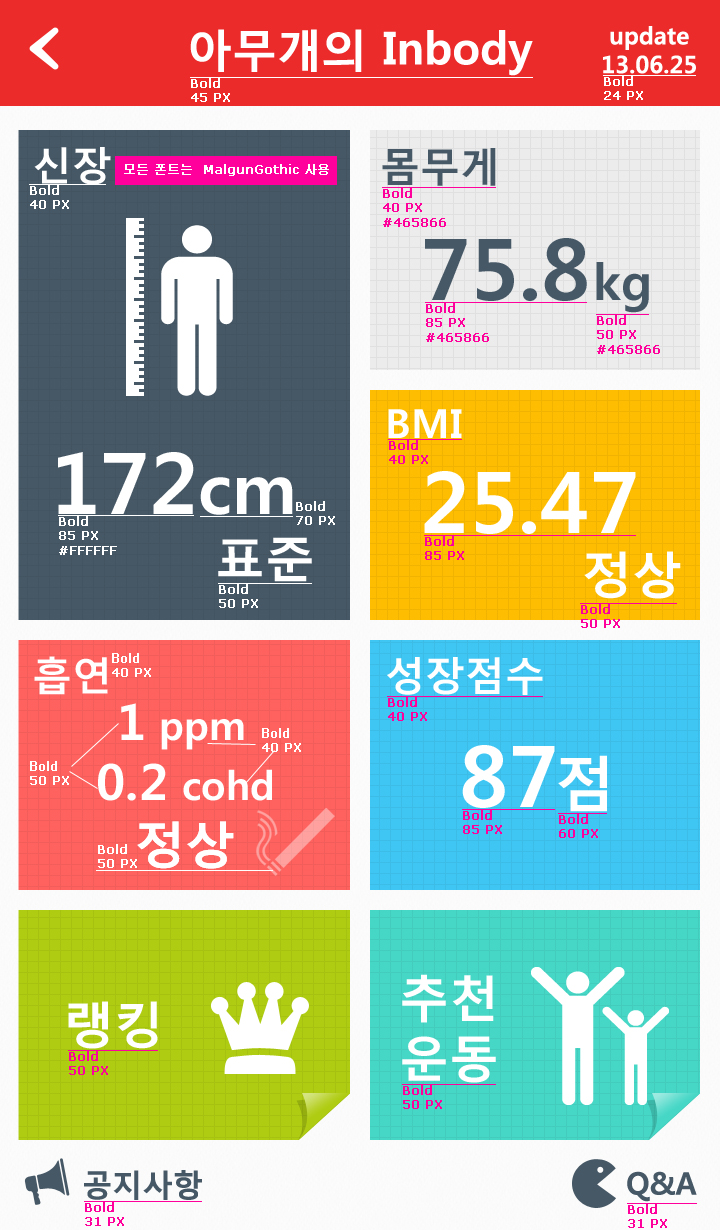 아무개의 Inbody
Bold
45 PX
update
13.06.25
Bold
24 PX
신장
모든 폰트는 MalgunGothic 사용
Bold
40 PX
172cm
Bold
85 PX
#FFFFFF
Bold
70 PX
표준
Bold
50 PX
몸무게
Bold
40 PX
#465866
75.8kg
Bold
85 PX
#465866
Bold
50 PX
#465866
BMI
Bold
40 PX
25.47
Bold
85 PX
정상
Bold
50 PX
흡연
Bold
40 PX
1 ppm
Bold
40 PX
Bold
50 PX
0.2 cohd
Bold
50 PX
정상
성장점수
Bold
40 PX
87점
Bold
85 PX
Bold
60 PX
랭킹
Bold
50 PX
추천
운동
Bold
50 PX
공지사항
Bold
31 PX
Q&A
Bold
31 PX